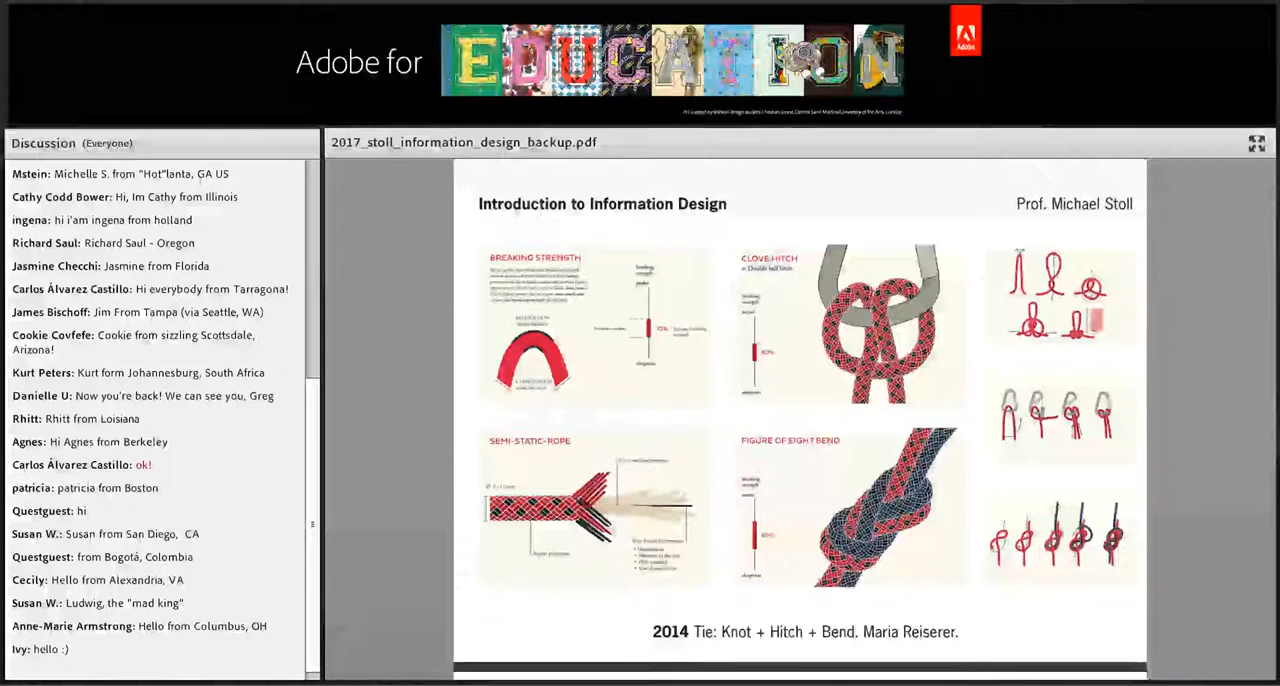 Adobe for EDUCATION
Adobe
Discussion (Everyone)
Mstein: Michelle S. from "Hot"lanta, GA US
Cathy Codd Bower: Hi, Im Cathy from Illinois
ingena: hi i'am ingena from holland
Richard Saul: Richard Saul - Oregon
Jasmine Checchi: Jasmine from Florida
Carlos Álvarez Castillo: Hi everybody from Tarragona!
James Bischoff: Jim From Tampa (via Seattle, WA)
Cookie Covfefe: Cookie from sizzling Scottsdale,
Arizona!
Kurt Peters: Kurt form Johannesburg, South Africa
Danielle U: Now you're back! We can see you, Greg
Rhitt: Rhitt from Loisiana
Agnes: Hi Agnes from Berkeley
Carlos Álvarez Castillo: ok!
patricia: patricia from Boston
Questguest: hi
Susan W.: Susan from San Diego, CA
Questguest: from Bogotá, Colombia
Cecily: Hello from Alexandria, VA
Susan W.: Ludwig, the "mad king"
Anne-Marie Armstrong: Hello from Columbus, OH
Ivy: hello :)
2017_stoll_information_design_backup.pdf
Introduction to Information Design
Prof. Michael Stoll
BREAKING STRENGTH
breaking
strength
CLOVE HITCH
breaking
strength
60%
SEMI-STATIC-ROPE
FIGURE OF EIGHT BEND
breaking
strength
2014 Tie: Knot + Hitch + Bend. Maria Reiserer.